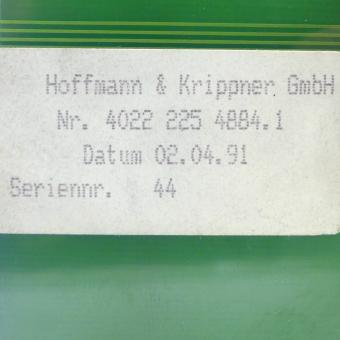 Hoffmann & Krippner GmbH
Nr. 4022 225 4884.1
Datum 02.04.91
Seriennr. 44